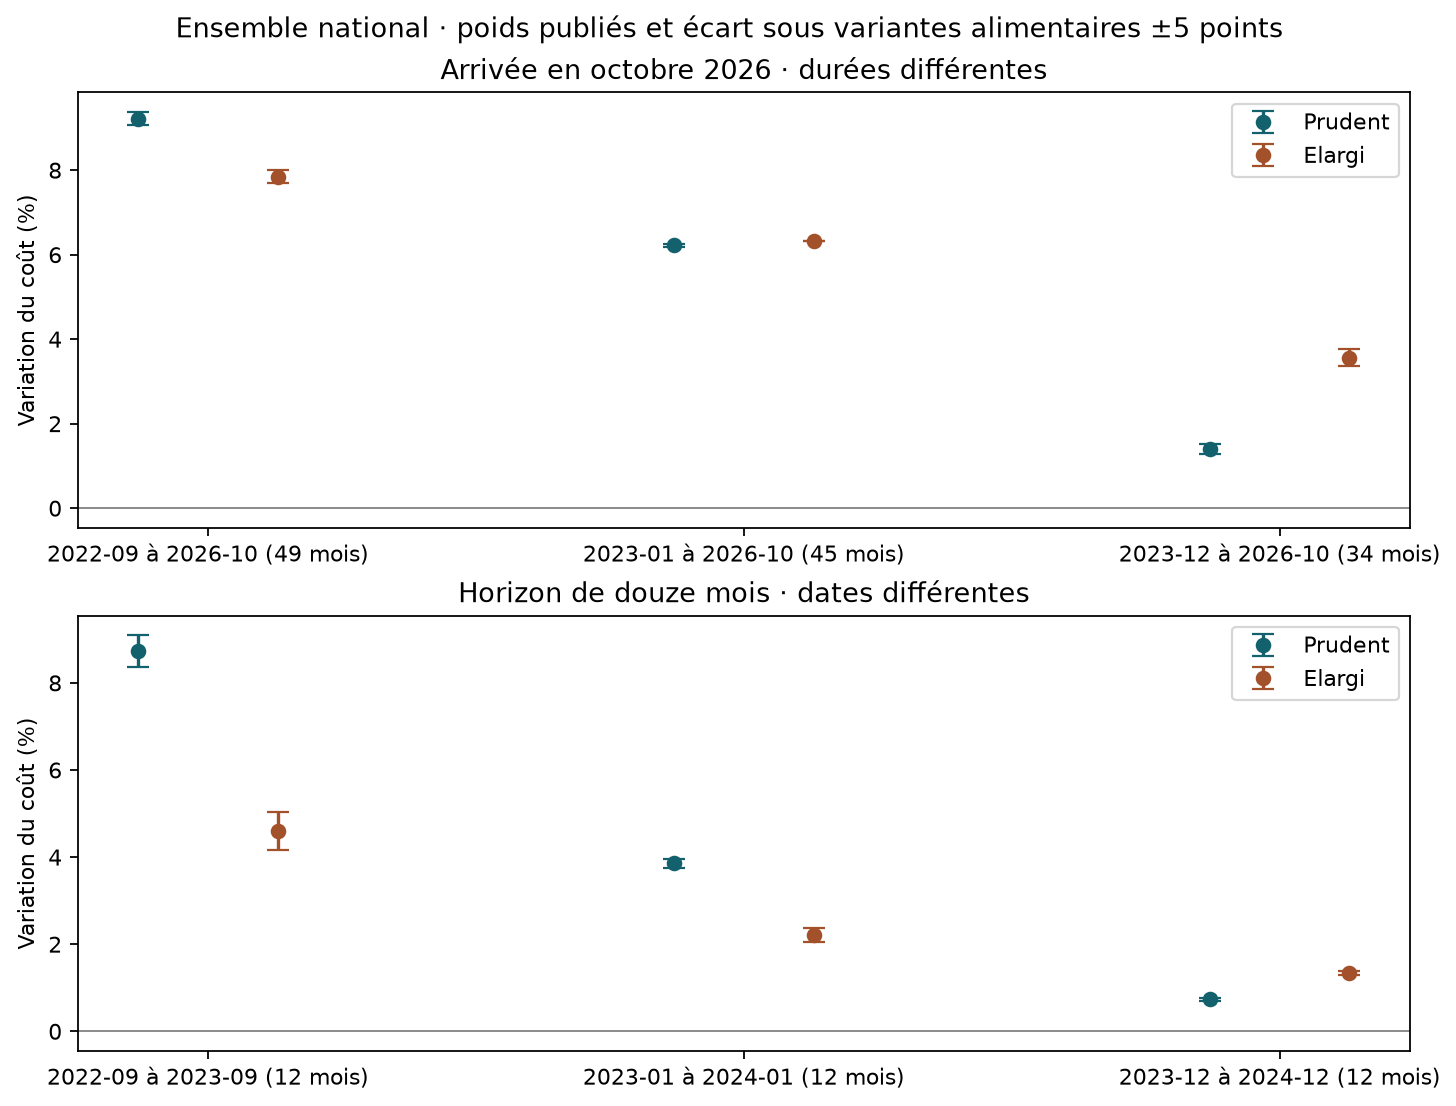 Ensemble national · poids publiés et écart sous variantes alimentaires ±5 points
Arrivée en octobre 2026 · durées différentes
Variation du coût (%)
8
6
4
2
0
Prudent
Elargi
2022-09 à 2026-10 (49 mois)
2023-01 à 2026-10 (45 mois)
2023-12 à 2026-10 (34 mois)
Horizon de douze mois · dates différentes
Variation du coût (%)
8
6
4
2
0
Prudent
Elargi
2022-09 à 2023-09 (12 mois)
2023-01 à 2024-01 (12 mois)
2023-12 à 2024-12 (12 mois)